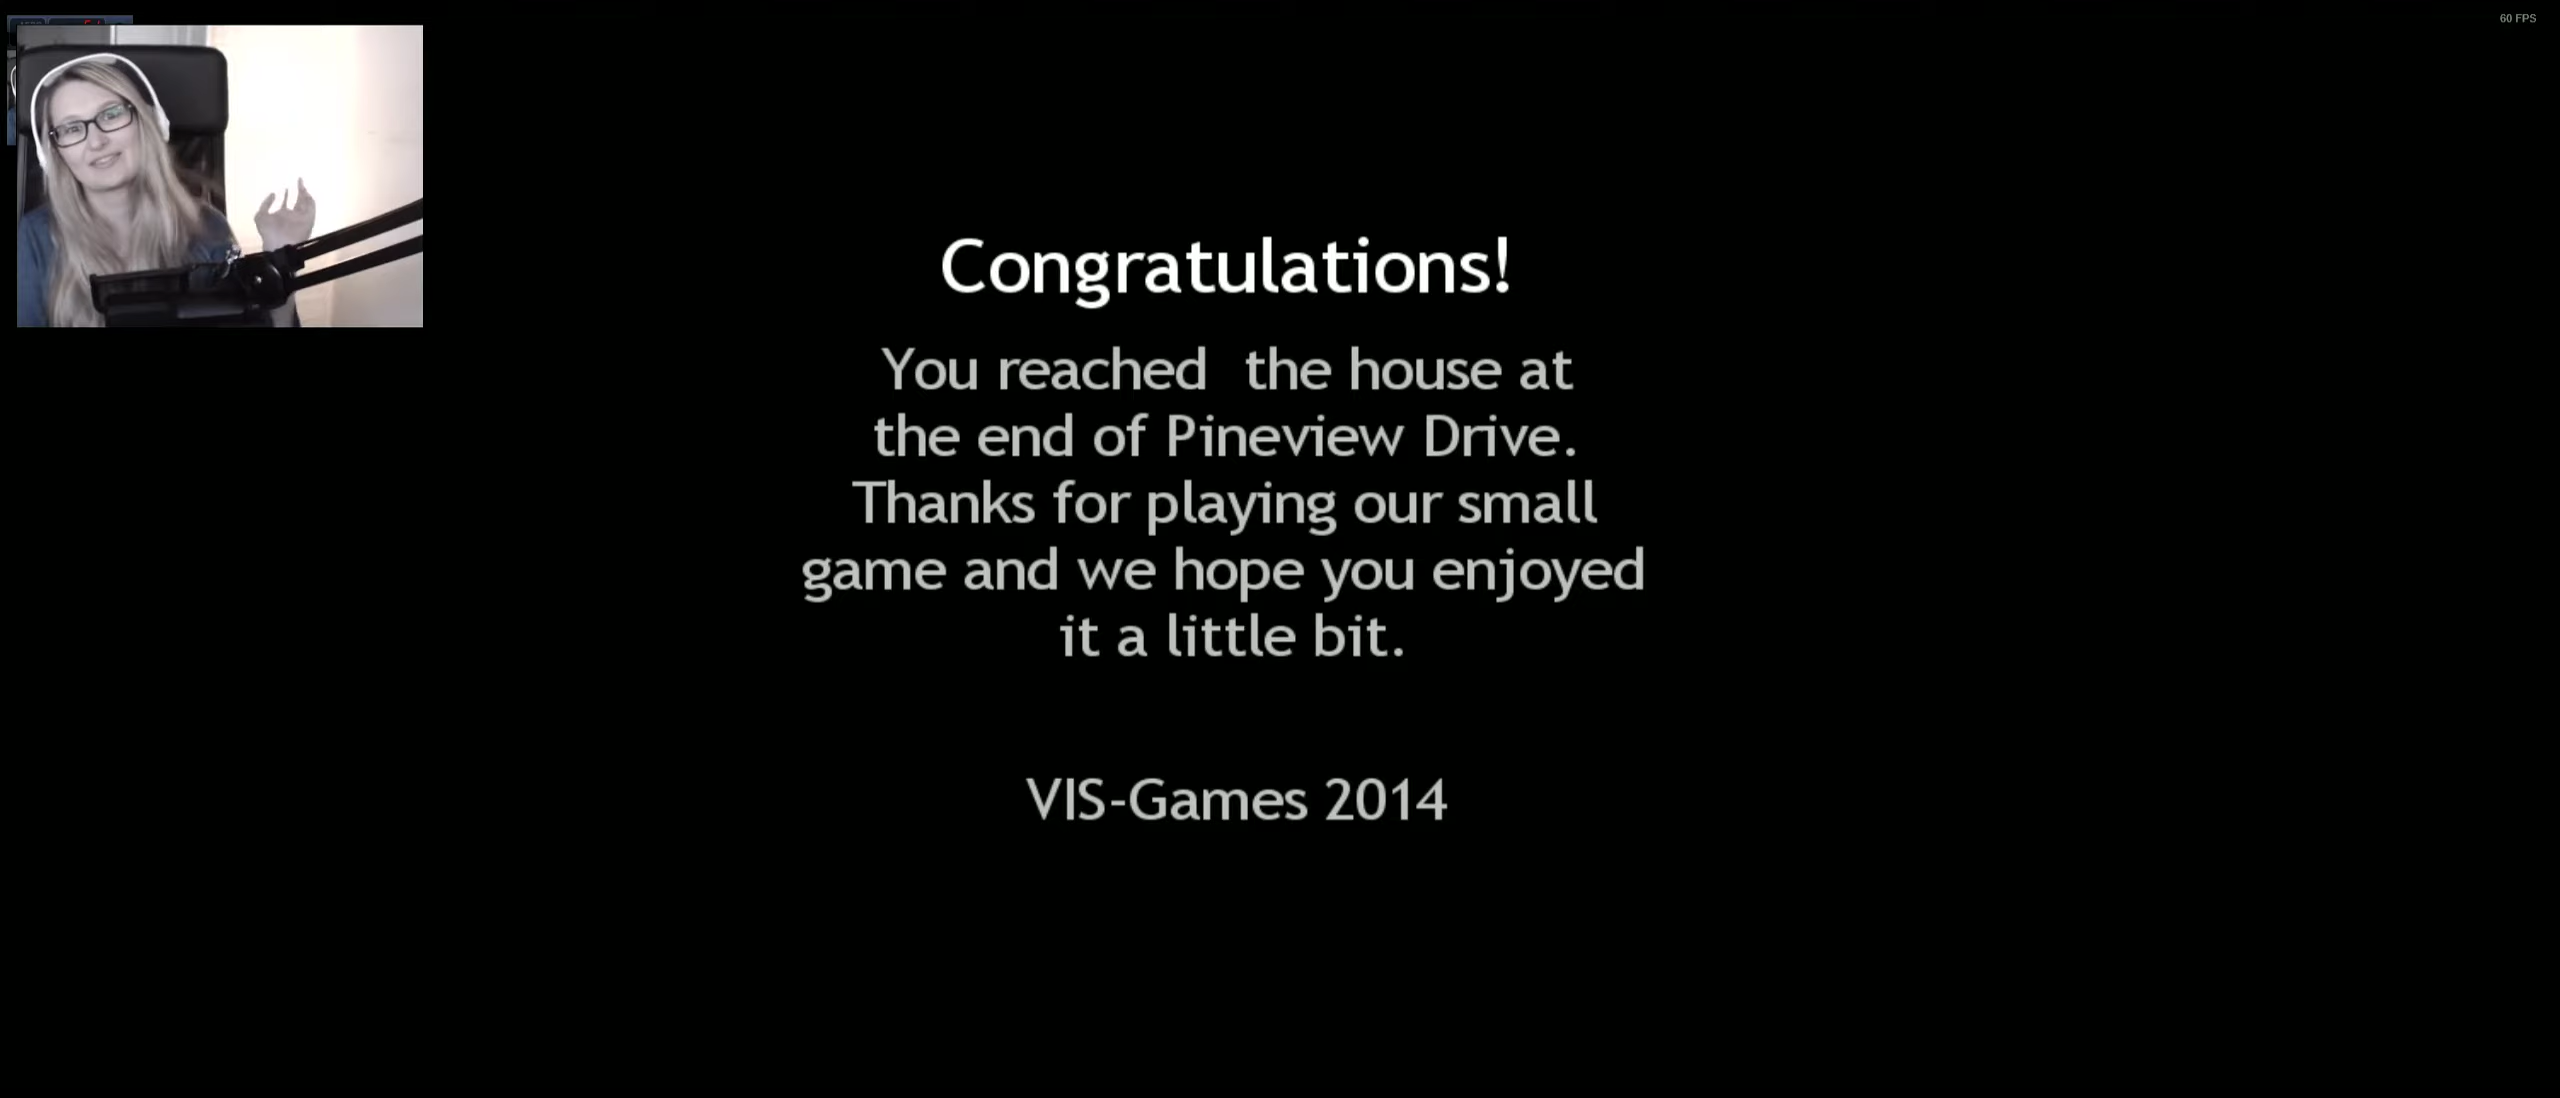 60 FPS
Congratulations!
You reached  the house at
the end of Pineview Drive.
Thanks for playing our small
game and we hope you enjoyed
it a little bit.
VIS-Games 2014